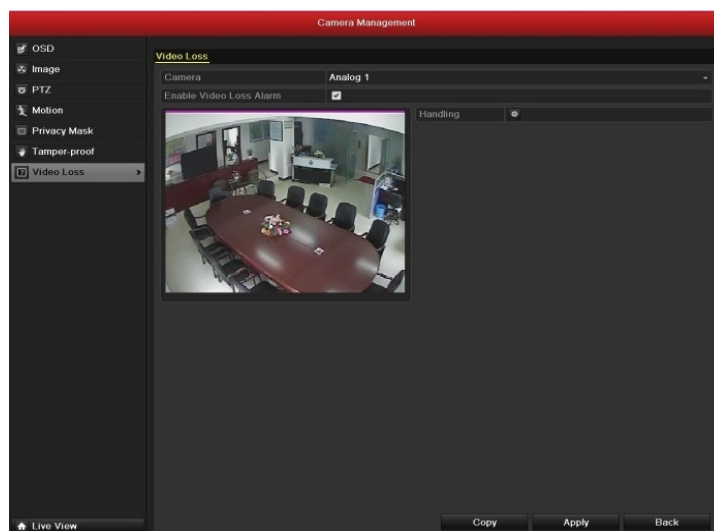 Camera Management
OSD
Image
PTZ
Motion
Privacy Mask
Tamper-proof
Video Loss
Live View
Video Loss
Camera Analog 1
Enable Video Loss Alarm
Handling
Copy Apply Back